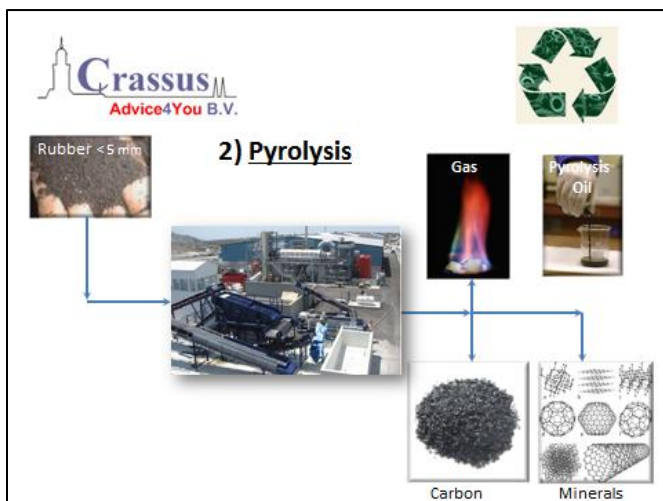 Crassus
Advice4You B.V.
Rubber <5 mm
2) Pyrolysis
Gas
Pyrolysis
Oil
Carbon
Minerals